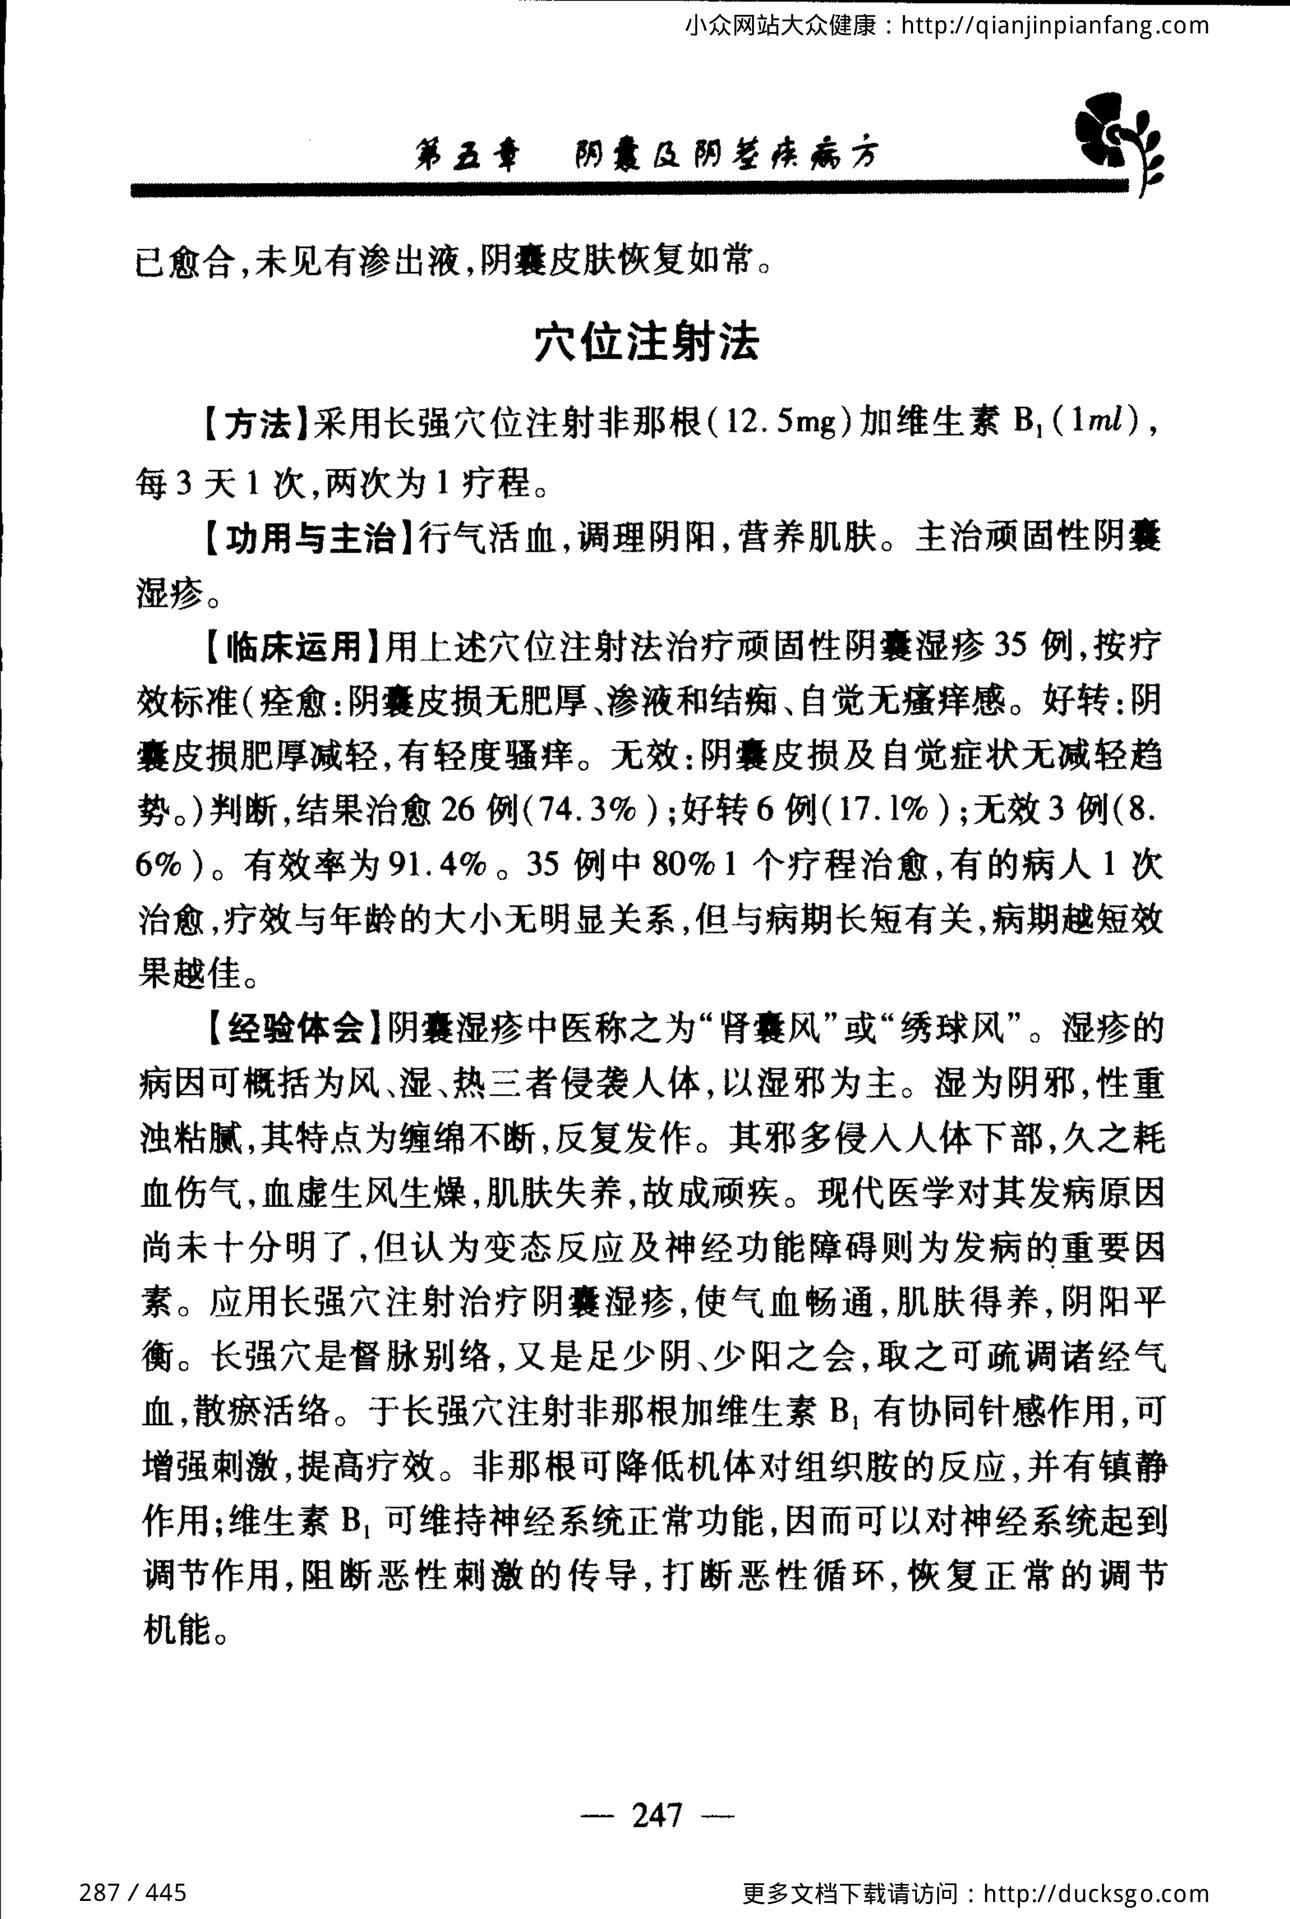 小众网站大众健康：http://qianjinpianfang.com
第五章　阴囊及阴茎疾病方
已愈合,未见有渗出液,阴囊皮肤恢复如常。
穴位注射法
【方法】采用长强穴位注射非那根(12.5mg)加维生素 B₁(1ml),
每3天1次,两次为1疗程。
【功用与主治】行气活血,调理阴阳,营养肌肤。主治顽固性阴囊
湿疹。
【临床运用】用上述穴位注射法治疗顽固性阴囊湿疹35例,按疗
效标准(痊愈:阴囊皮损无肥厚、渗液和结痂、自觉无瘙痒感。好转:阴
囊皮损肥厚减轻,有轻度骚痒。无效:阴囊皮损及自觉症状无减轻趋
势。)判断,结果治愈26例(74.3%);好转6例(17.1%);无效3例(8.
6%)。有效率为91.4%。35例中80%1个疗程治愈,有的病人1次
治愈,疗效与年龄的大小无明显关系,但与病期长短有关,病期越短效
果越佳。
【经验体会】阴囊湿疹中医称之为“肾囊风”或“绣球风”。湿疹的
病因可概括为风、湿、热三者侵袭人体,以湿邪为主。湿为阴邪,性重
浊粘腻,其特点为缠绵不断,反复发作。其邪多侵入人体下部,久之耗
血伤气,血虚生风生燥,肌肤失养,故成顽疾。现代医学对其发病原因
尚未十分明了,但认为变态反应及神经功能障碍则为发病的重要因
素。应用长强穴注射治疗阴囊湿疹,使气血畅通,肌肤得养,阴阳平
衡。长强穴是督脉别络,又是足少阴、少阳之会,取之可疏调诸经气
血,散瘀活络。于长强穴注射非那根加维生素 B₁ 有协同针感作用,可
增强刺激,提高疗效。非那根可降低机体对组织胺的反应,并有镇静
作用;维生素 B₁ 可维持神经系统正常功能,因而可以对神经系统起到
调节作用,阻断恶性刺激的传导,打断恶性循环,恢复正常的调节
机能。
— 247 —
287 / 445
更多文档下载请访问：http://ducksgo.com